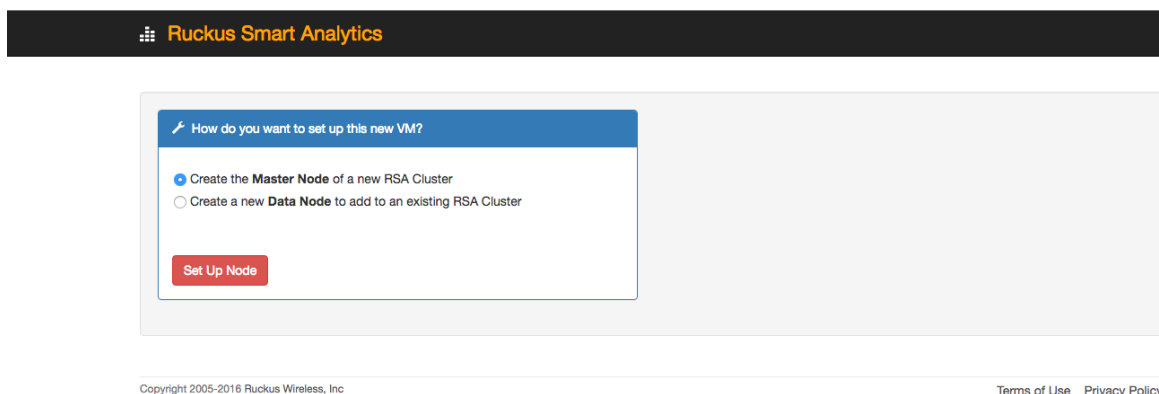 Ruckus Smart Analytics
How do you want to set up this new VM?
Create the Master Node of a new RSA Cluster
Create a new Data Node to add to an existing RSA Cluster
Set Up Node
Copyright 2005-2016 Ruckus Wireless, Inc
Terms of Use Privacy Policy